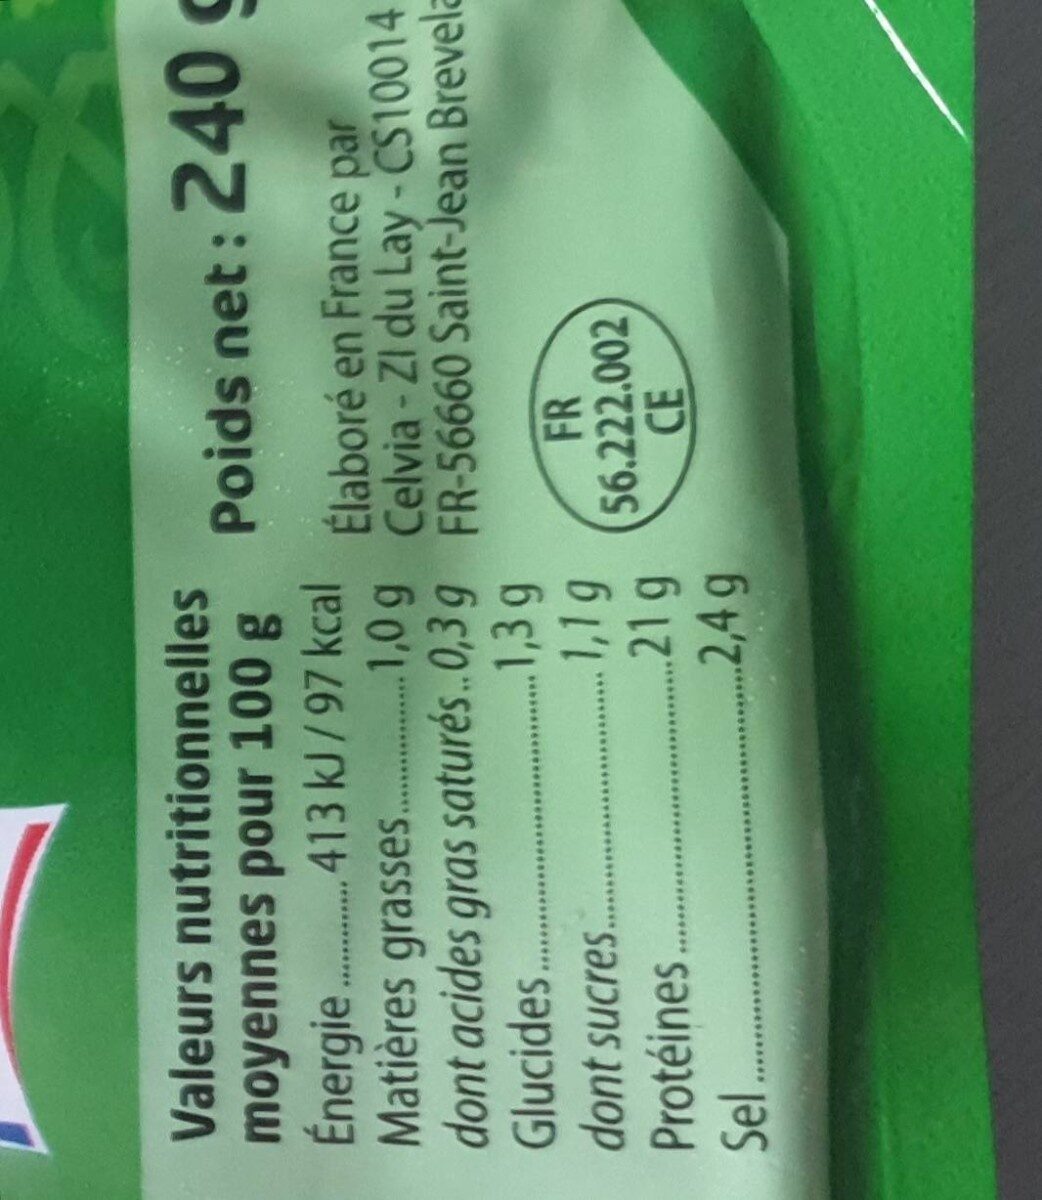 Valeurs nutritionnelles
moyennes pour 100 g
Énergie ............ 413 kJ / 97 kcal
Matières grasses................1,0 g
dont acides gras saturés..0,3 g
Glucides................................1,3 g
dont sucres............................1,1 g
Protéines..............................21 g
Sel..........................................2,4 g
Poids net : 240 g
Élaboré en France par
Celvia - ZI du Lay - CS10014
FR-56660 Saint-Jean
FR
56.222.002
CE